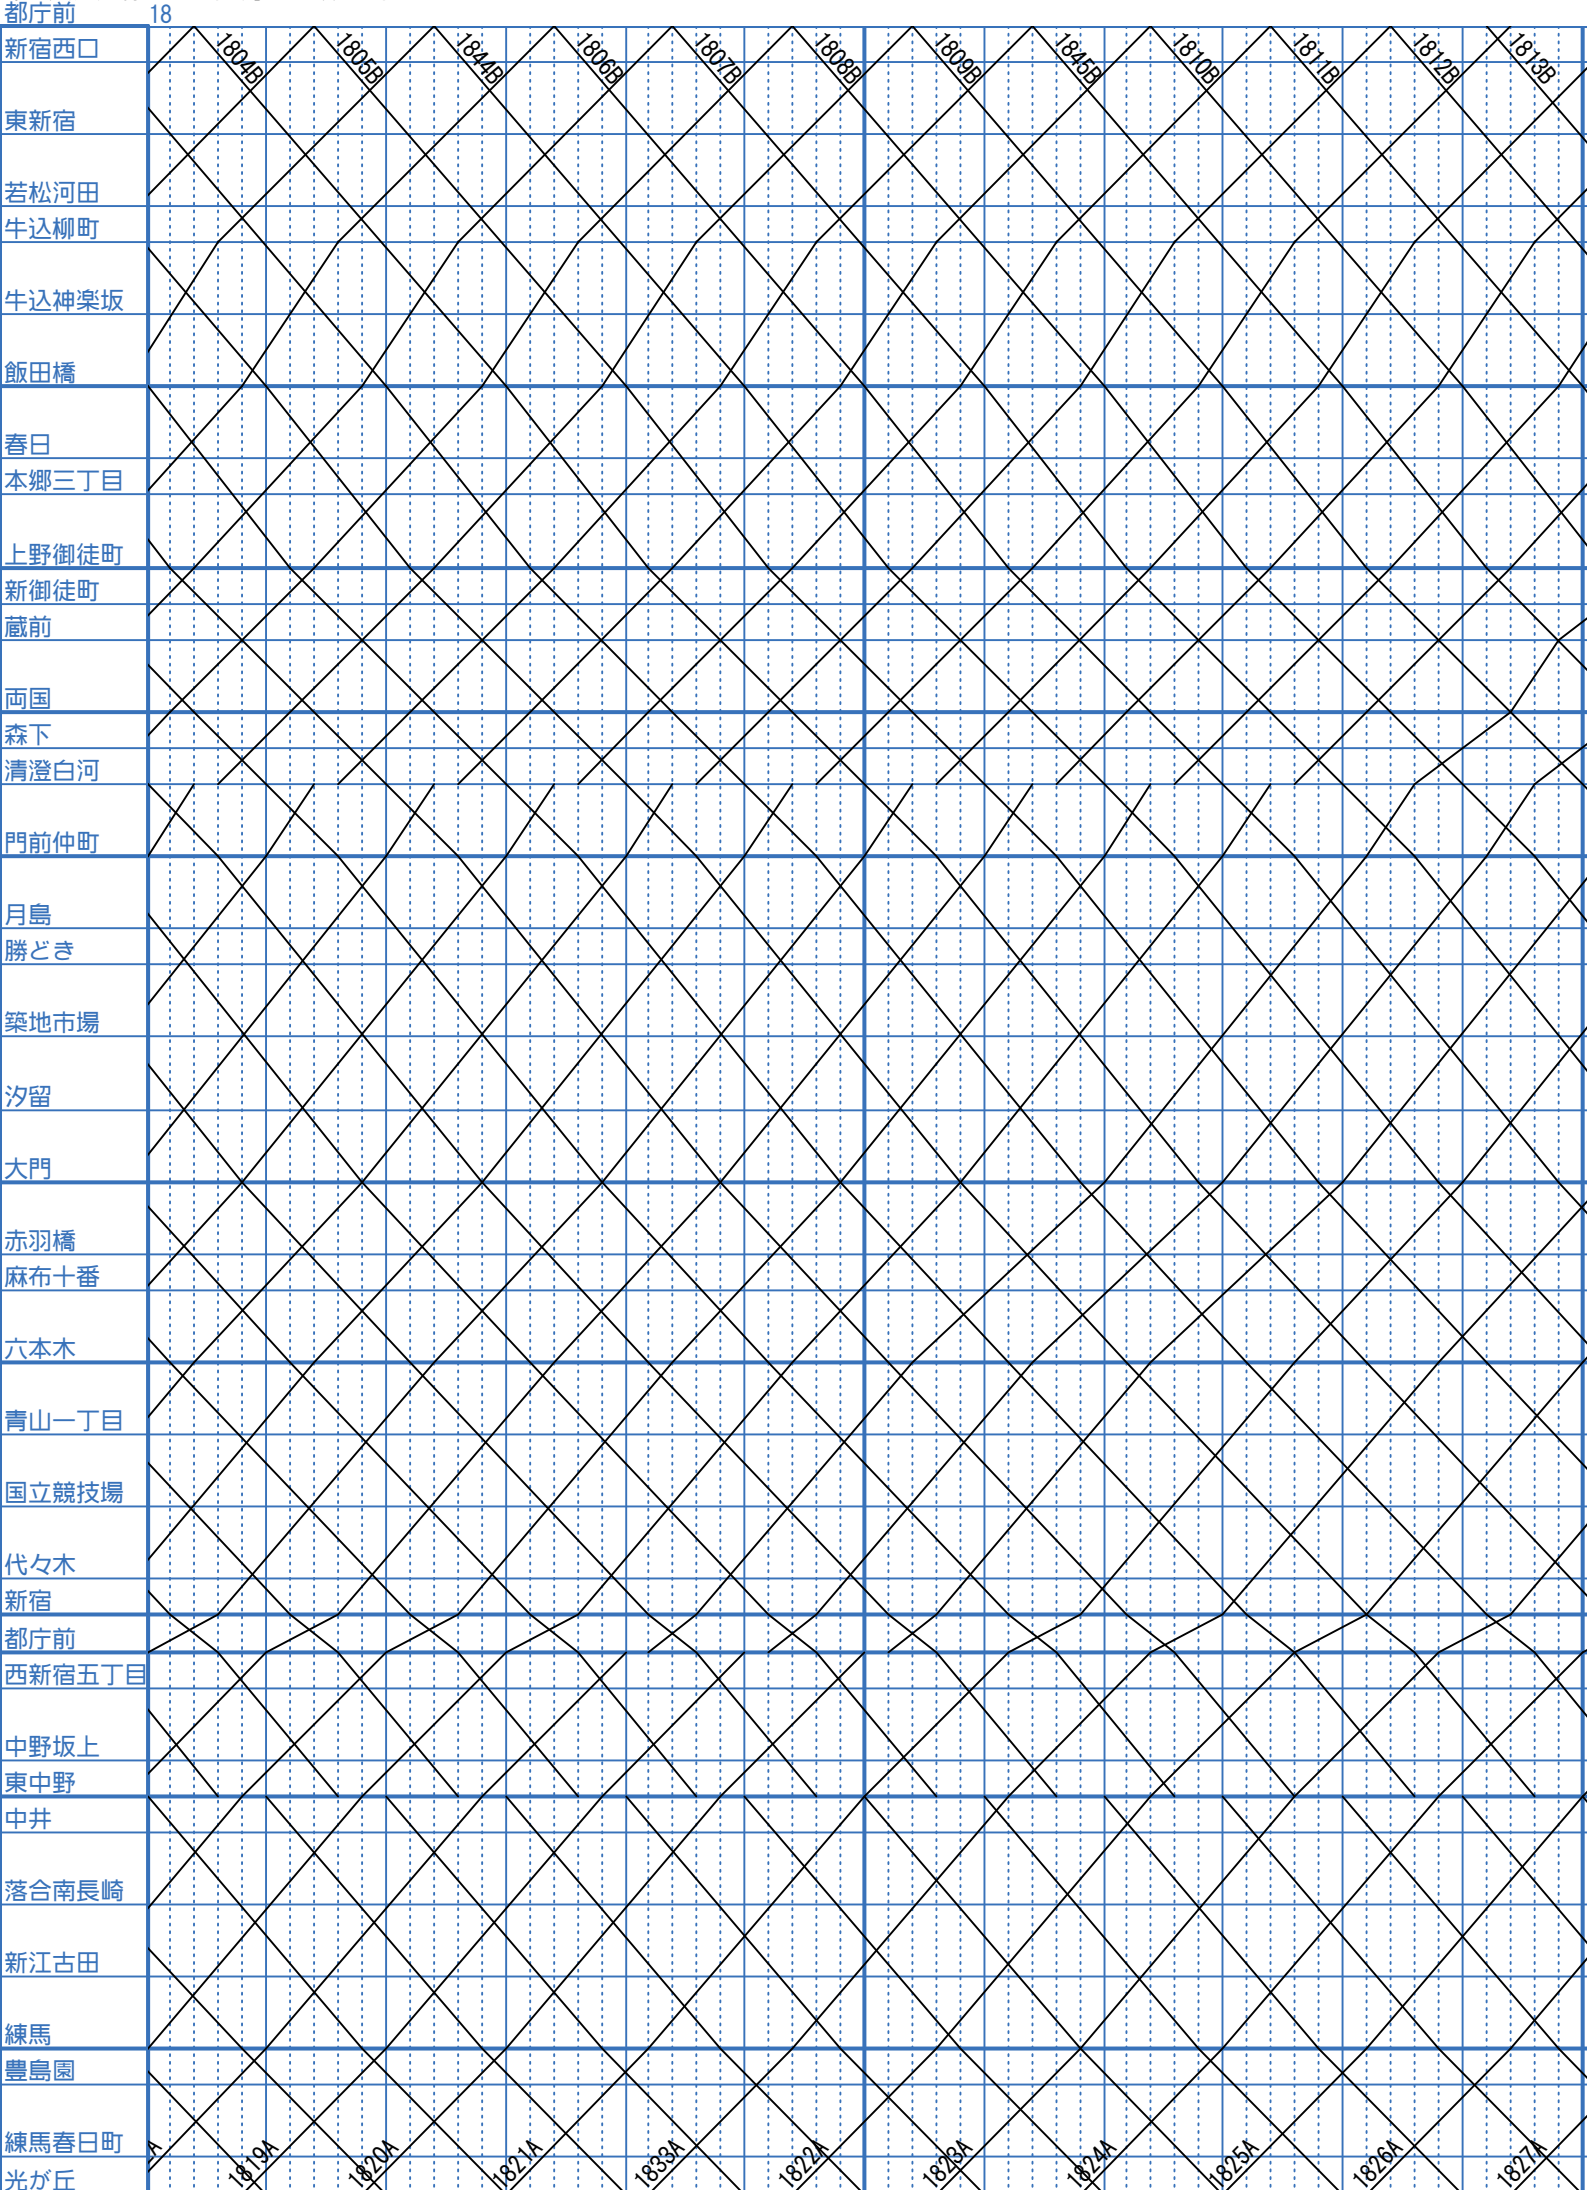 都庁前 18
新宿西口
1804B 1805B 1844B 1806B 1807B 1808B 1809B 1845B 1810B 1811B 1812B 1813B
東新宿
若松河田
牛込柳町
牛込神楽坂
飯田橋
春日
本郷三丁目
上野御徒町
新御徒町
蔵前
両国
森下
清澄白河
門前仲町
月島
勝どき
築地市場
汐留
大門
赤羽橋
麻布十番
六本木
青山一丁目
国立競技場
代々木
新宿
都庁前
西新宿五丁目
中野坂上
東中野
中井
落合南長崎
新江古田
練馬
豊島園
練馬春日町
A 1819A 1820A 1821A 1833A 1822A 1823A 1824A 1825A 1826A 1827A
光が丘